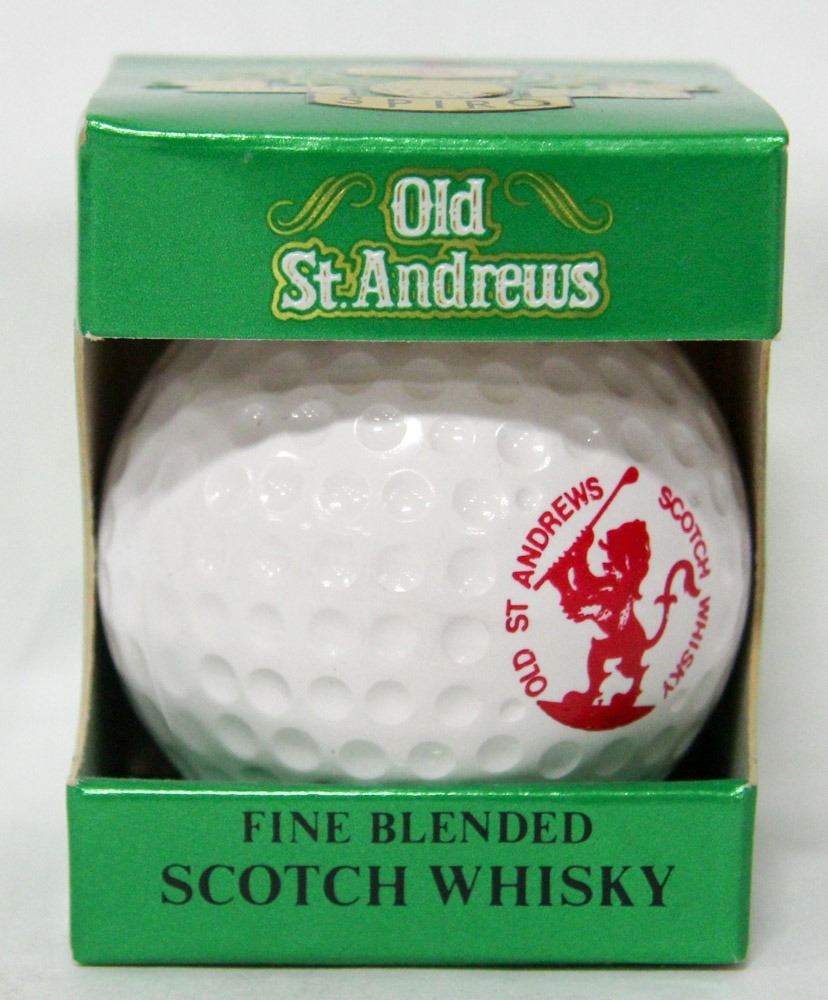 SPIRO
Old
St. Andrews
OLD ST ANDREWS
SCOTCH WHISKY
FINE BLENDED
SCOTCH WHISKY